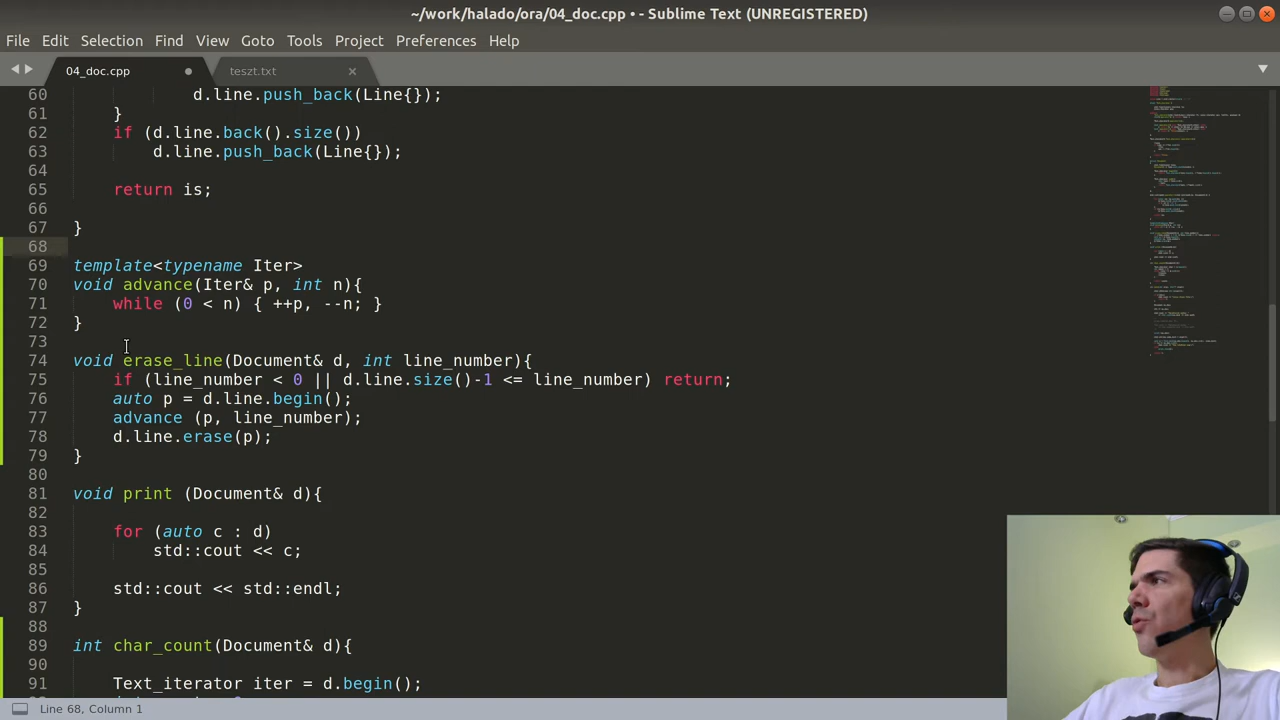 ~/work/halado/ora/04_doc.cpp • - Sublime Text (UNREGISTERED)
File Edit Selection Find View Goto Tools Project Preferences Help
04_doc.cpp teszt.txt
60 d.line.push_back(Line{});
61 }
62 if (d.line.back().size())
63 d.line.push_back(Line{});
64
65 return is;
66
67 }
68
69 template<typename Iter>
70 void advance(Iter& p, int n){
71 while (0 < n) { ++p, --n; }
72 }
73
74 void erase_line(Document& d, int line_number){
75 if (line_number < 0 || d.line.size()-1 <= line_number) return;
76 auto p = d.line.begin();
77 advance (p, line_number);
78 d.line.erase(p);
79 }
80
81 void print (Document& d){
82
83 for (auto c : d)
84 std::cout << c;
85
86 std::cout << std::endl;
87 }
88
89 int char_count(Document& d){
90
91 Text_iterator iter = d.begin();
Line 68, Column 1